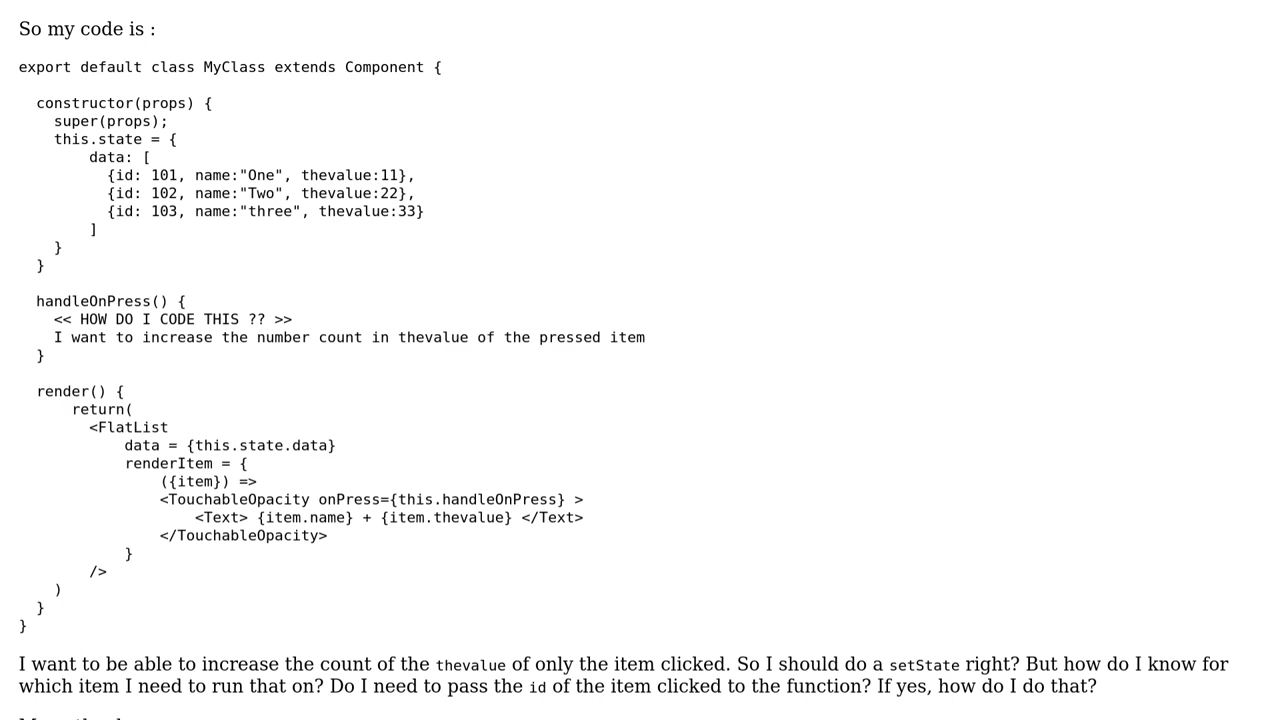 So my code is :
export default class MyClass extends Component {
constructor(props) {
super(props);
this.state = {
data: [
{id: 101, name:"One", thevalue:11},
{id: 102, name:"Two", thevalue:22},
{id: 103, name:"three", thevalue:33}
]
}
}
handleOnPress() {
<< HOW DO I CODE THIS ?? >>
I want to increase the number count in thevalue of the pressed item
}
render() {
return(
<FlatList
data = {this.state.data}
renderItem = {
({item}) =>
<TouchableOpacity onPress={this.handleOnPress} >
<Text> {item.name} + {item.thevalue} </Text>
</TouchableOpacity>
}
/>
)
}
}
I want to be able to increase the count of the thevalue of only the item clicked. So I should do a setState right? But how do I know for
which item I need to run that on? Do I need to pass the id of the item clicked to the function? If yes, how do I do that?